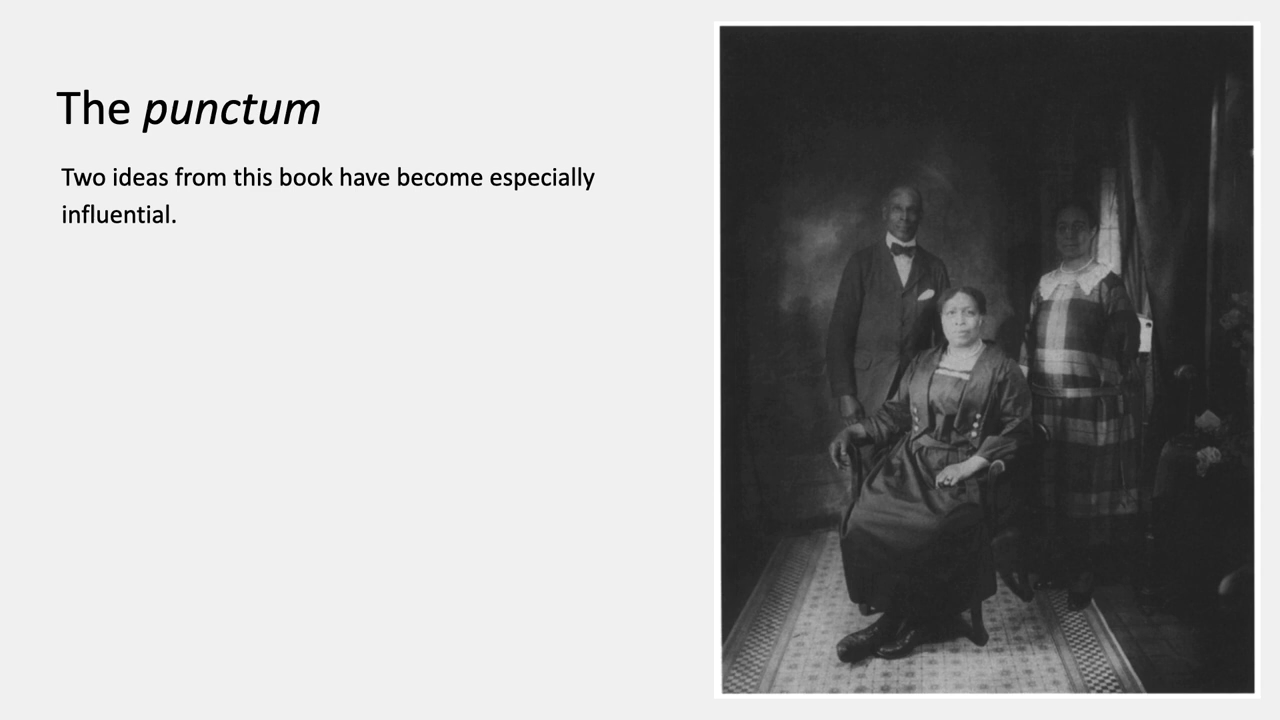 The punctum
Two ideas from this book have become especially
influential.